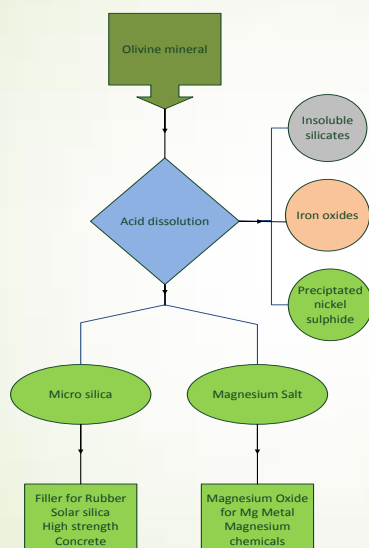 Olivine mineral
Insoluble
silicates
Acid dissolution
Iron oxides
Preciptated
nickel
sulphide
Micro silica
Magnesium Salt
Filler for Rubber
Solar silica
High strength
Concrete
Magnesium Oxide
for Mg Metal
Magnesium
chemicals